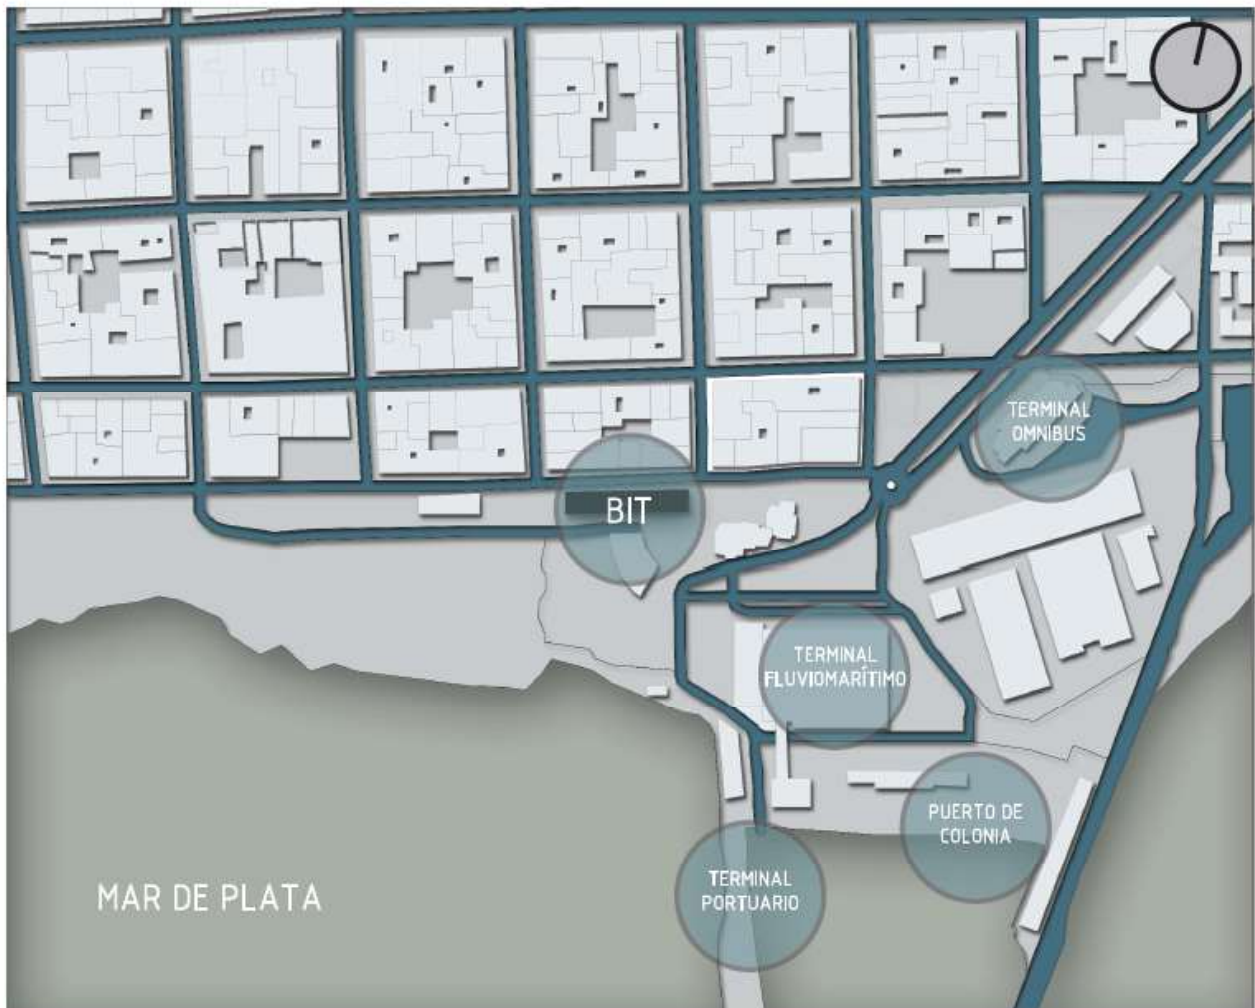 TERMINAL
OMNIBUS
BIT
TERMINAL
FLUVIOMARÍTIMO
PUERTO DE
COLONIA
TERMINAL
PORTUARIO
MAR DE PLATA